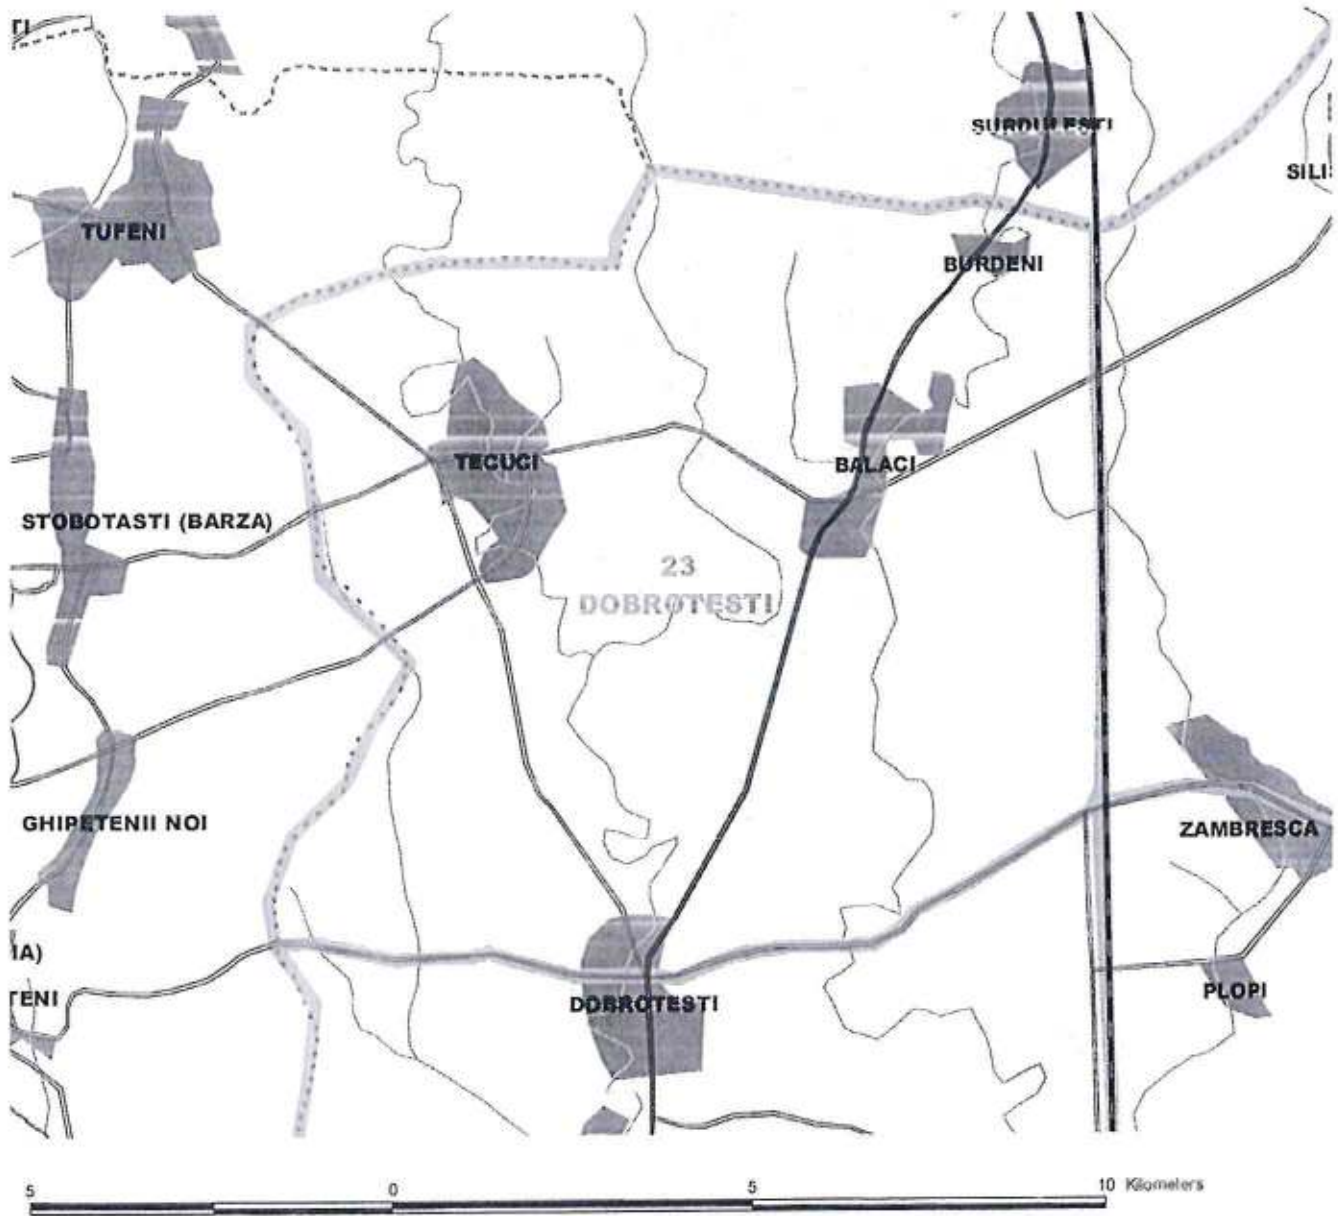 SURDULESTI
SILI
TUFENI
BURDENI
TECUCI
BALACI
STOBOTASTI (BARZA)
23
DOBROTESTI
GHIPETENII NOI
ZAMBRESCA
IA)
TENI
DOBROTESTI
PLOPI
5 0 5 10 Kilometers